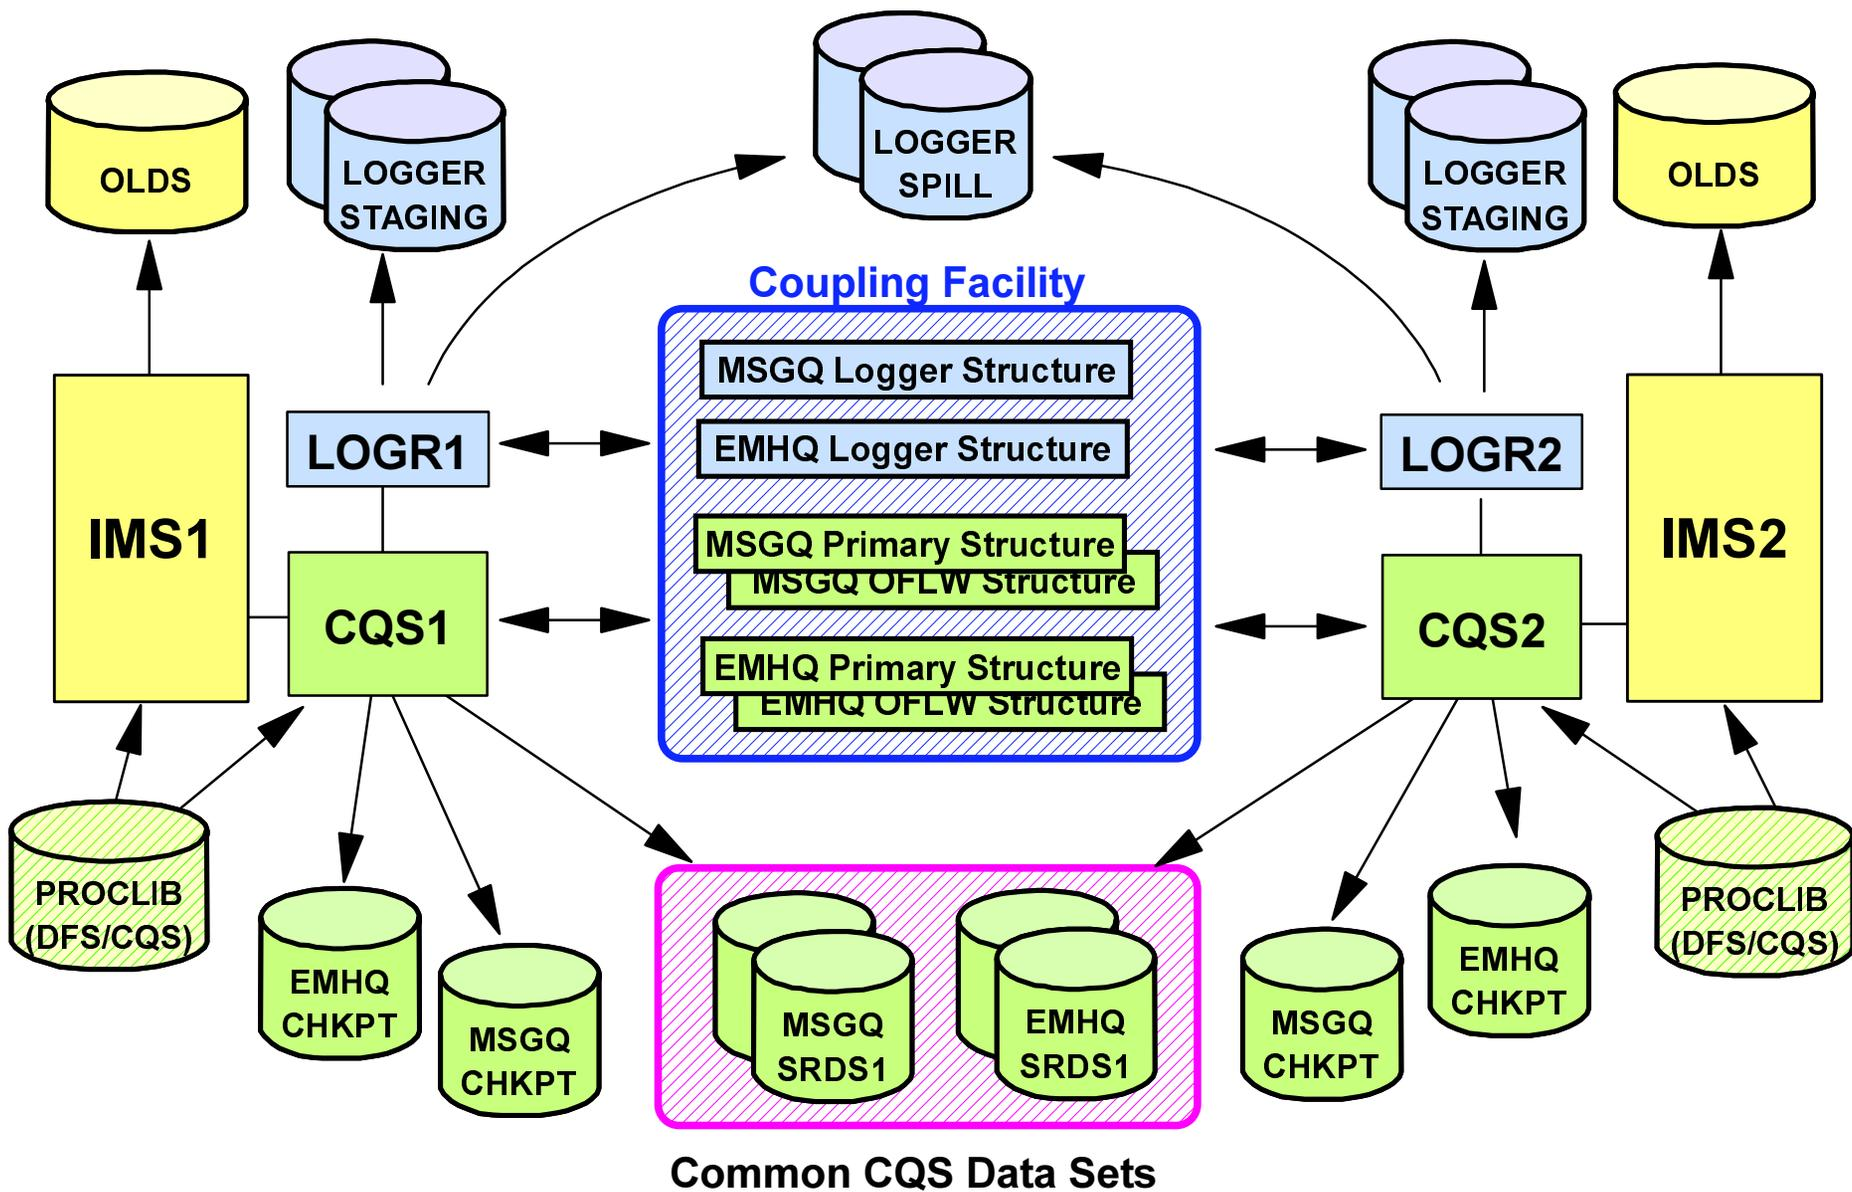 LOGGER
SPILL
OLDS
LOGGER
STAGING
LOGGER
STAGING
OLDS
Coupling Facility
MSGQ Logger Structure
EMHQ Logger Structure
MSGQ Primary Structure
MSGQ OFLW Structure
EMHQ Primary Structure
EMHQ OFLW Structure
IMS1
LOGR1
CQS1
LOGR2
CQS2
IMS2
PROCLIB
(DFS/CQS)
EMHQ
CHKPT
MSGQ
CHKPT
MSGQ
SRDS1
EMHQ
SRDS1
MSGQ
CHKPT
EMHQ
CHKPT
PROCLIB
(DFS/CQS)
Common CQS Data Sets